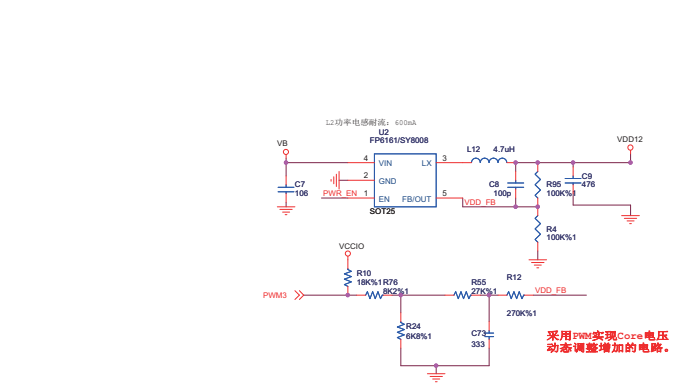 L2功率电感耐流: 600mA
U2
FP6161/SY8008
VB
4 VIN LX 3
L12 4.7uH
VDD12
2 GND
C7
106
PWR_EN 1 EN FB/OUT 5
SOT25
VDD_FB
C8
100p
R95
100K%1
C9
476
R4
100K%1
VCCIO
R10
18K%1
R76
8K2%1
R55
27K%1
R12
270K%1
VDD_FB
PWM3
R24
6K8%1
C73
333
采用PWM实现Core电压
动态调整增加的电路。